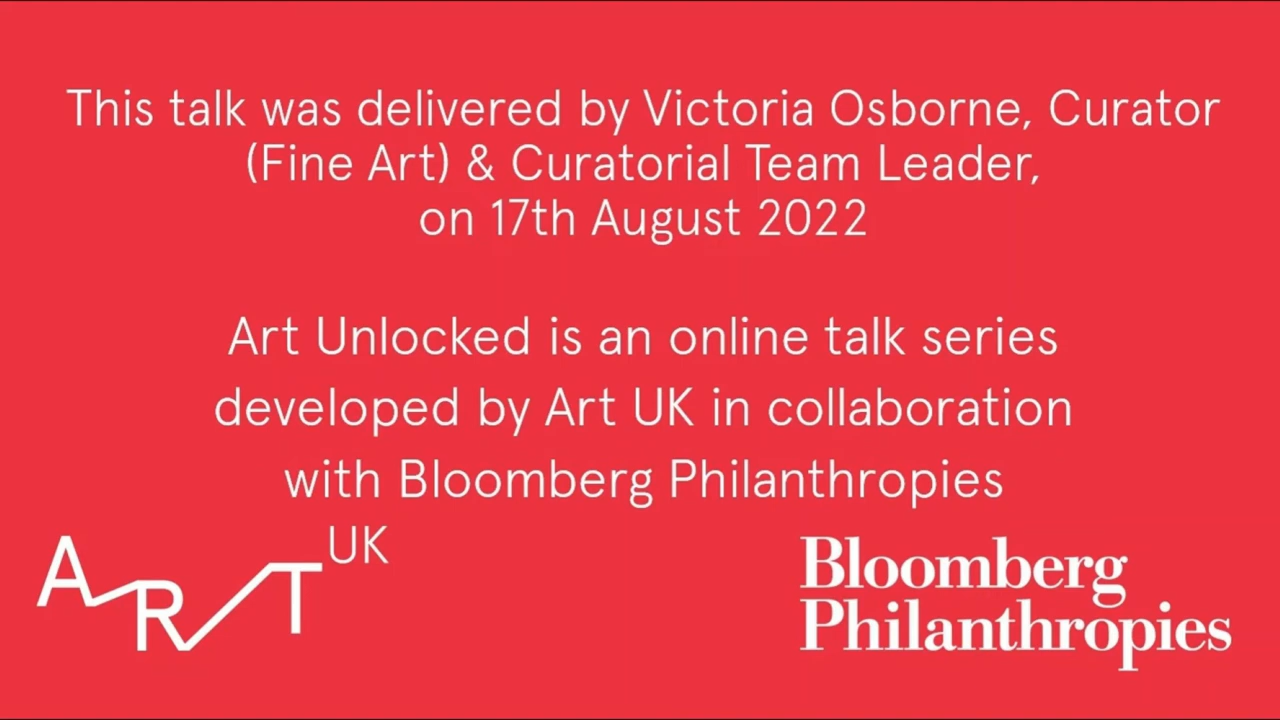 This talk was delivered by Victoria Osborne, Curator
(Fine Art) & Curatorial Team Leader,
on 17th August 2022
Art Unlocked is an online talk series
developed by Art UK in collaboration
with Bloomberg Philanthropies
ART UK
Bloomberg
Philanthropies